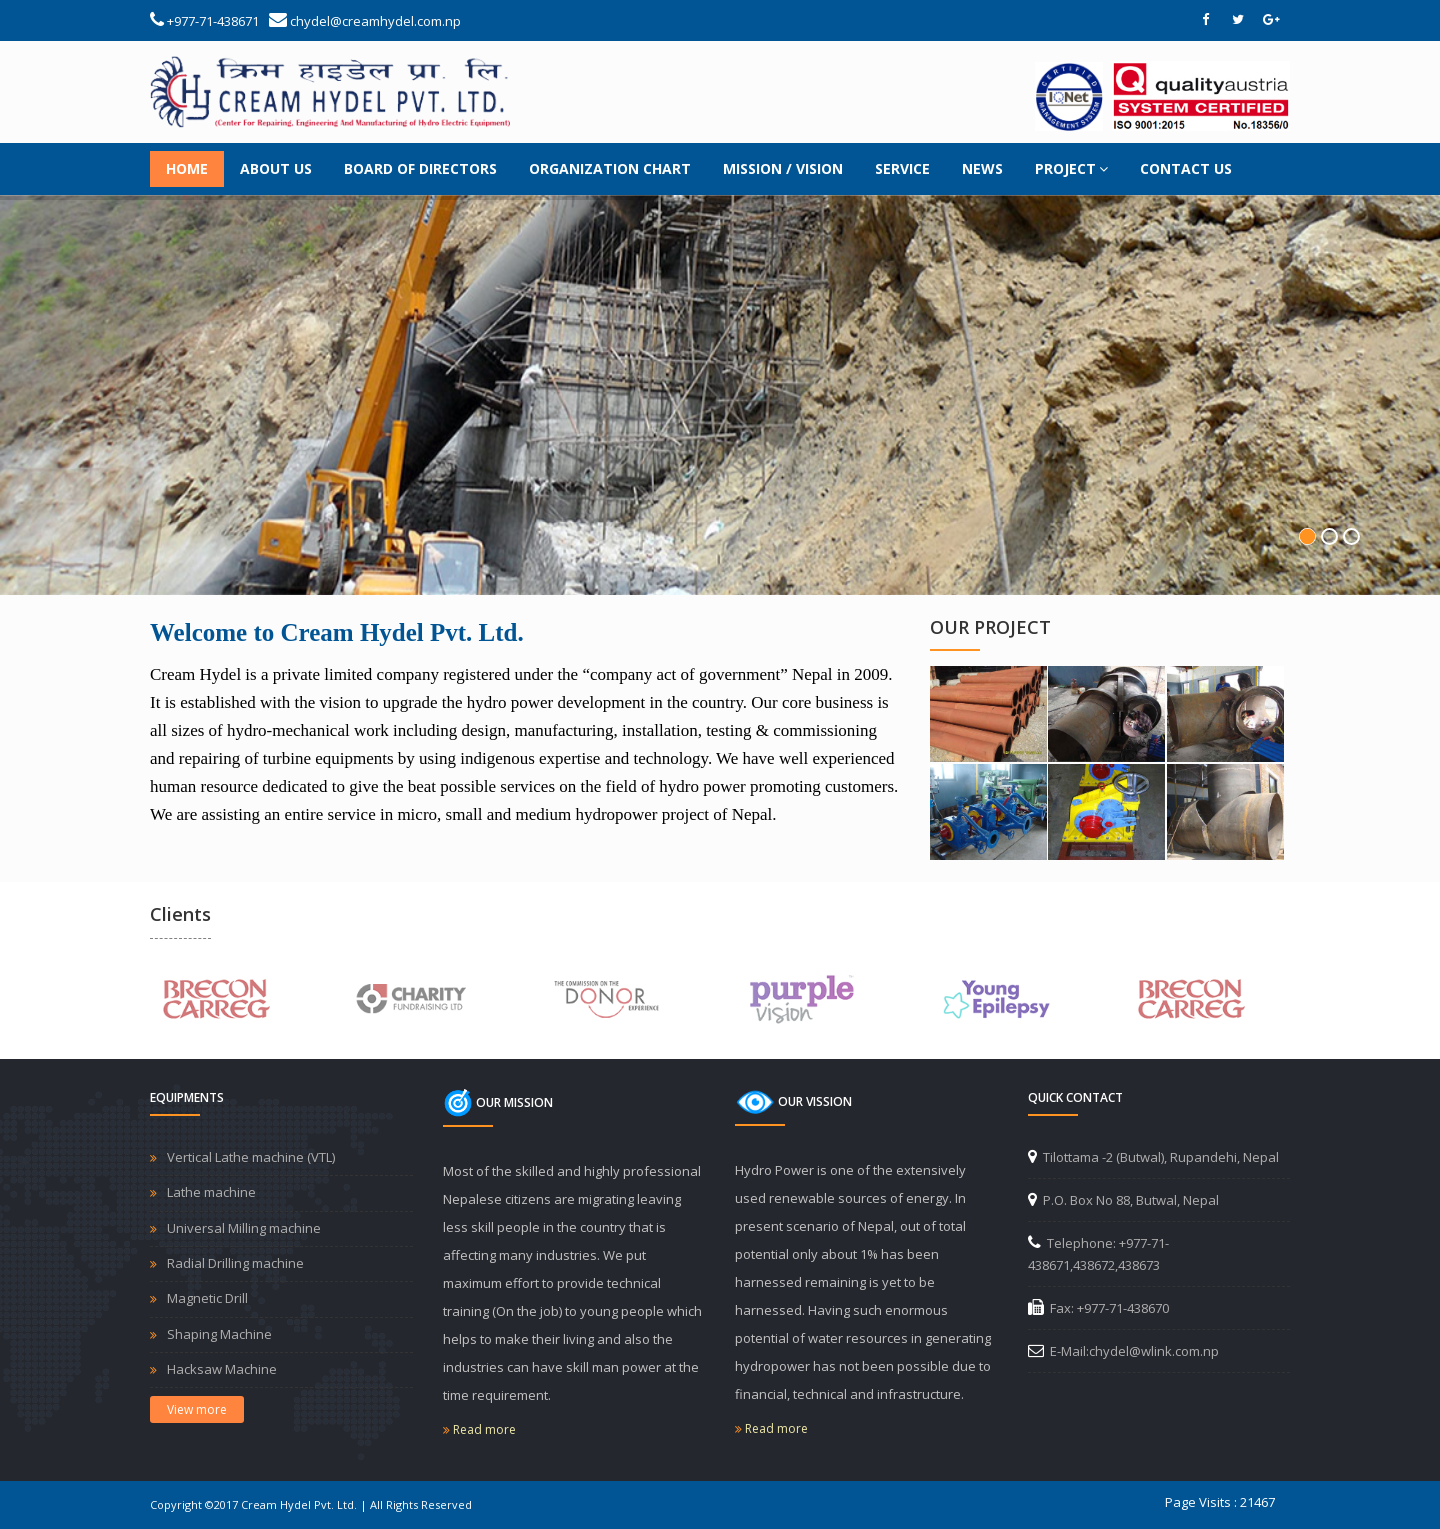 +977-71-438671 chydel@creamhydel.com.np
क्रिम हाइडेल प्रा. लि.
CHJ CREAM HYDEL PVT. LTD.
(Center For Repairing, Engineering And Manufacturing of Hydro Electric Equipment)
CERTIFIED IQNet MANAGEMENT SYSTEM
Q qualityaustria
SYSTEM CERTIFIED
ISO 9001:2015 No.18356/0
HOME ABOUT US BOARD OF DIRECTORS ORGANIZATION CHART MISSION / VISION SERVICE NEWS PROJECT CONTACT US
Welcome to Cream Hydel Pvt. Ltd.
Cream Hydel is a private limited company registered under the “company act of government” Nepal in 2009.
It is established with the vision to upgrade the hydro power development in the country. Our core business is
all sizes of hydro-mechanical work including design, manufacturing, installation, testing & commissioning
and repairing of turbine equipments by using indigenous expertise and technology. We have well experienced
human resource dedicated to give the beat possible services on the field of hydro power promoting customers.
We are assisting an entire service in micro, small and medium hydropower project of Nepal.
OUR PROJECT
Clients
BRECON
CARREG
CHARITY
FUNDRAISING LTD
THE COMMISSION ON THE
DONOR
EXPERIENCE
purple
vision
Young
Epilepsy
BRECON
CARREG
EQUIPMENTS
» Vertical Lathe machine (VTL)
» Lathe machine
» Universal Milling machine
» Radial Drilling machine
» Magnetic Drill
» Shaping Machine
» Hacksaw Machine
View more
OUR MISSION
Most of the skilled and highly professional
Nepalese citizens are migrating leaving
less skill people in the country that is
affecting many industries. We put
maximum effort to provide technical
training (On the job) to young people which
helps to make their living and also the
industries can have skill man power at the
time requirement.
» Read more
OUR VISSION
Hydro Power is one of the extensively
used renewable sources of energy. In
present scenario of Nepal, out of total
potential only about 1% has been
harnessed remaining is yet to be
harnessed. Having such enormous
potential of water resources in generating
hydropower has not been possible due to
financial, technical and infrastructure.
» Read more
QUICK CONTACT
Tilottama -2 (Butwal), Rupandehi, Nepal
P.O. Box No 88, Butwal, Nepal
Telephone: +977-71-
438671,438672,438673
Fax: +977-71-438670
E-Mail:chydel@wlink.com.np
Copyright ©2017 Cream Hydel Pvt. Ltd. | All Rights Reserved
Page Visits : 21467